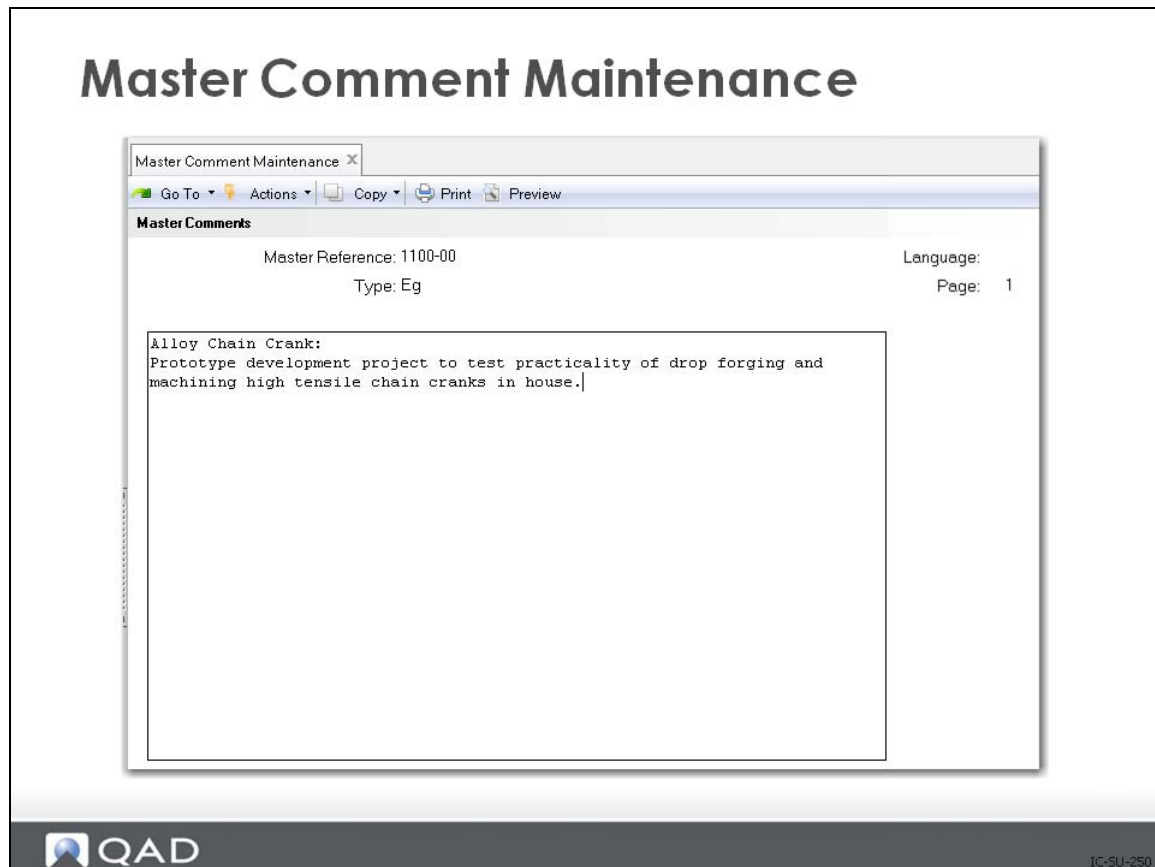 Master Comment Maintenance
Master Comment Maintenance X
Go To Actions Copy Print Preview
Master Comments
Master Reference: 1100-00 Language:
Type: Eg Page: 1
Alloy Chain Crank:
Prototype development project to test practicality of drop forging and
machining high tensile chain cranks in house.
QAD IC-SU-250